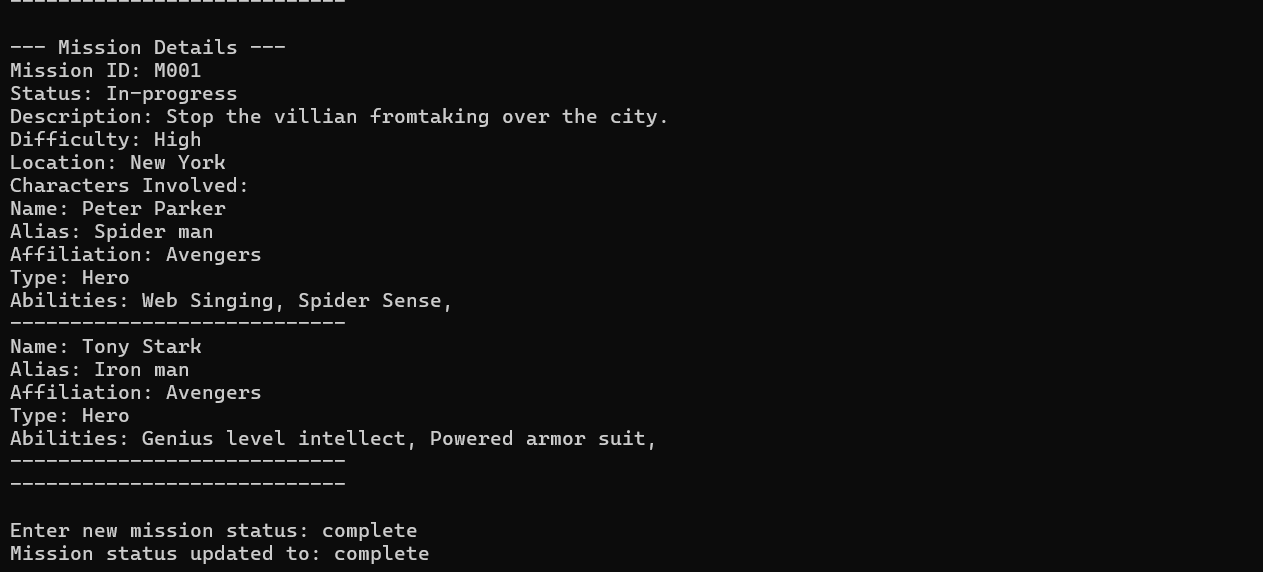 ----------------------------
--- Mission Details ---
Mission ID: M001
Status: In-progress
Description: Stop the villian fromtaking over the city.
Difficulty: High
Location: New York
Characters Involved:
Name: Peter Parker
Alias: Spider man
Affiliation: Avengers
Type: Hero
Abilities: Web Singing, Spider Sense,
----------------------------
Name: Tony Stark
Alias: Iron man
Affiliation: Avengers
Type: Hero
Abilities: Genius level intellect, Powered armor suit,
----------------------------
----------------------------
Enter new mission status: complete
Mission status updated to: complete